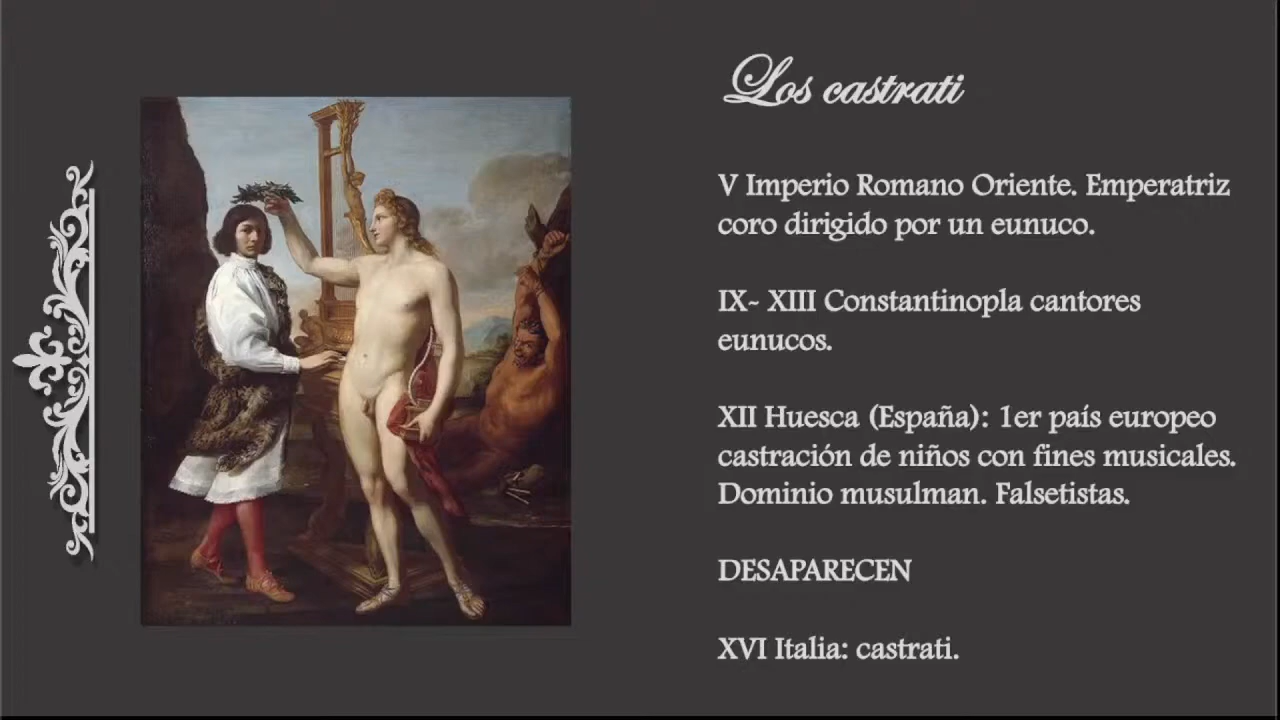 Los castrati
V Imperio Romano Oriente. Emperatriz
coro dirigido por un eunuco.
IX- XIII Constantinopla cantores
eunucos.
XII Huesca (España): 1er país europeo
castración de niños con fines musicales.
Dominio musulman. Falsetistas.
DESAPARECEN
XVI Italia: castrati.